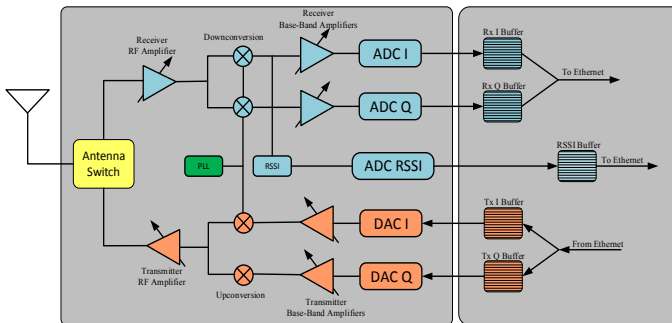 Receiver
RF Amplifier
Downconversion
Receiver
Base-Band Amplifiers
ADC I
Rx I Buffer
To Ethernet
ADC Q
Rx Q Buffer
Antenna
Switch
PLL
RSSI
ADC RSSI
RSSI Buffer
To Ethernet
Transmitter
RF Amplifier
Upconversion
Transmitter
Base-Band Amplifiers
DAC I
Tx I Buffer
From Ethernet
DAC Q
Tx Q Buffer